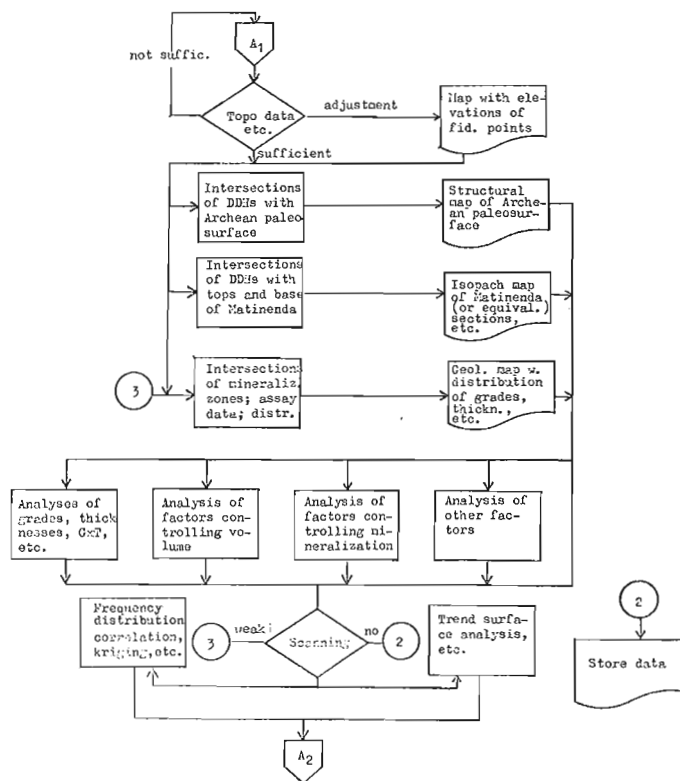 A1
not suffic.
Topo data
etc.
adjustment
Map with ele-
vations of
fid. points
sufficient
Intersections
of DDHs with
Archean paleo-
surface
Structural
map of Arche-
an paleosur-
face
Intersections
of DDHs with
tops and base
of Matinenda
Isopach map
of Matinenda
(or equival.)
sections,
etc.
3
Intersections
of mineraliz.
zones; assay
data; distr.
Geol. map w.
distribution
of grades,
thickn.,
etc.
Analyses of
grades, thick
nesses, GxT,
etc.
Analysis of
factors con-
trolling vo-
lume
Analysis of
factors con-
trolling mi-
neralization
Analysis of
other fac-
tors
Frequency
distribution
correlation,
kriging,etc.
3
weak
Scanning
no
2
Trend surfa-
ce analysis,
etc.
2
Store data
A2